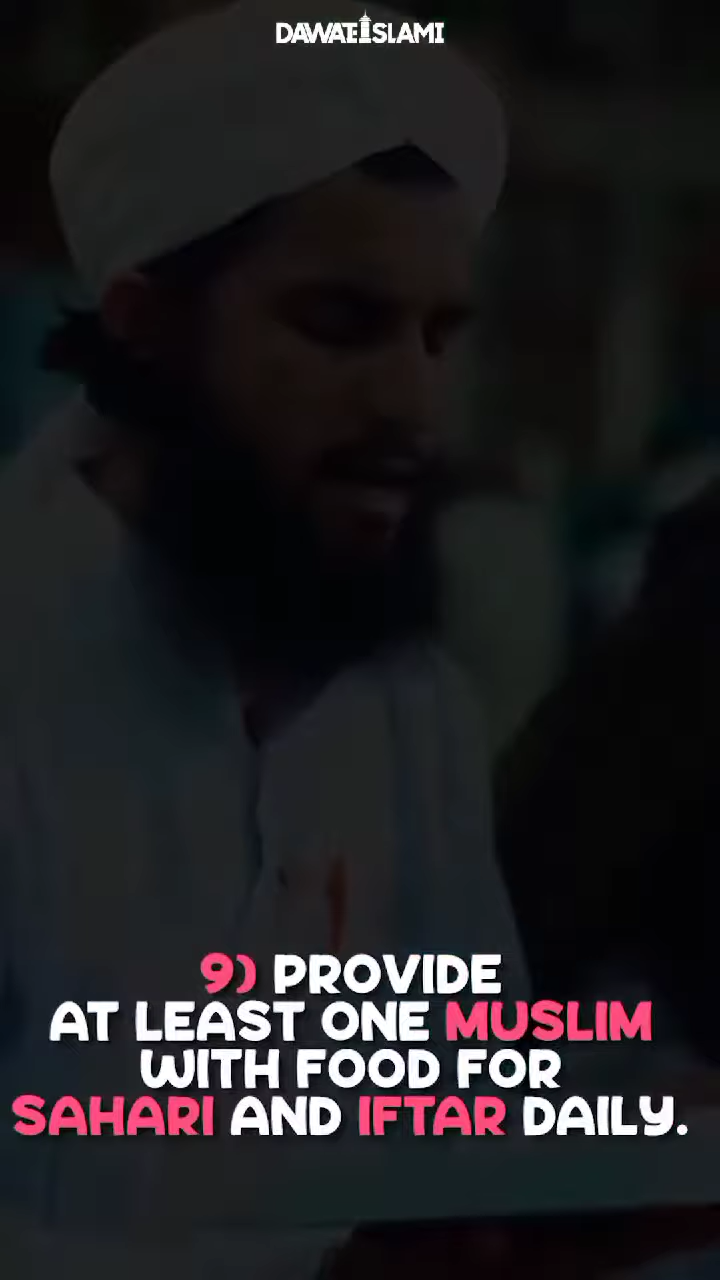 DAWATEISLAMI
9) PROVIDE
AT LEAST ONE MUSLIM
WITH FOOD FOR
SAHARI AND IFTAR DAILY.